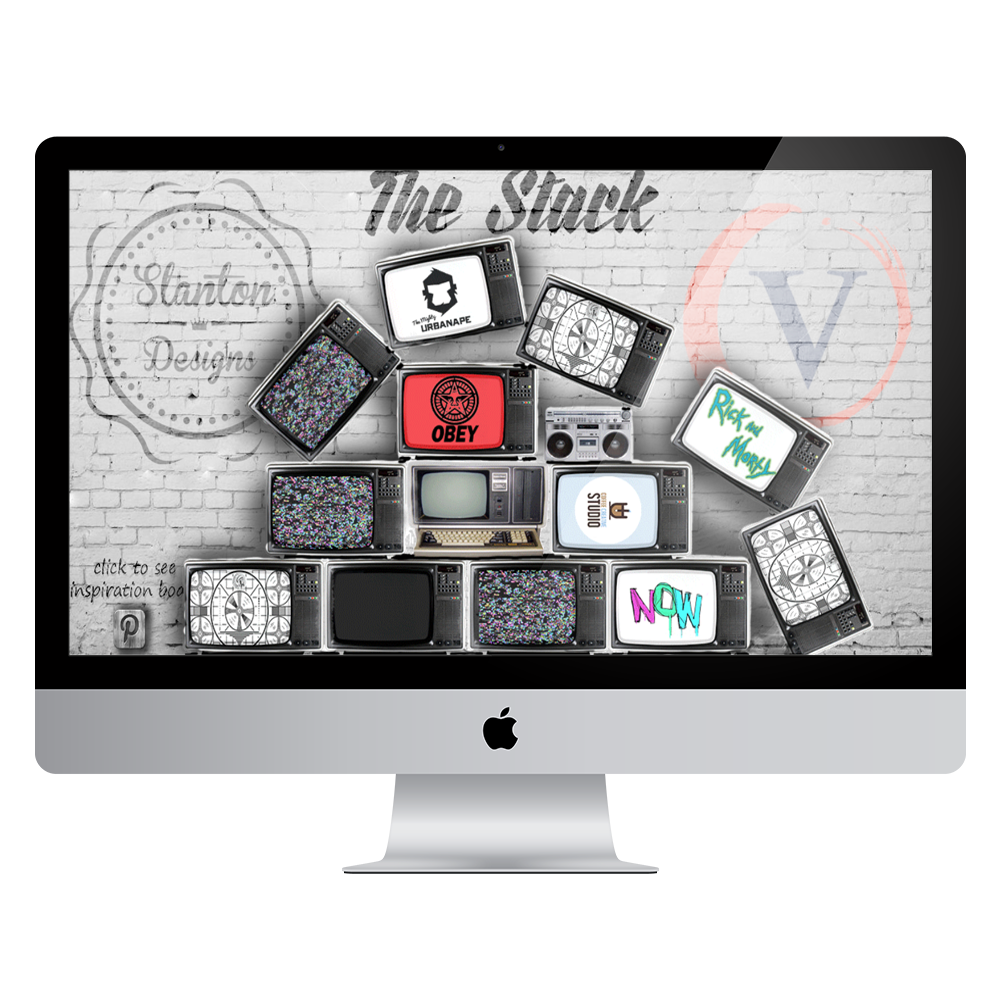 The Stack
Stanton
Designs
V
The Mighty
URBANAPE
OBEY
Rick and
Morty
STUDIO
click to see
inspiration boo
NOW